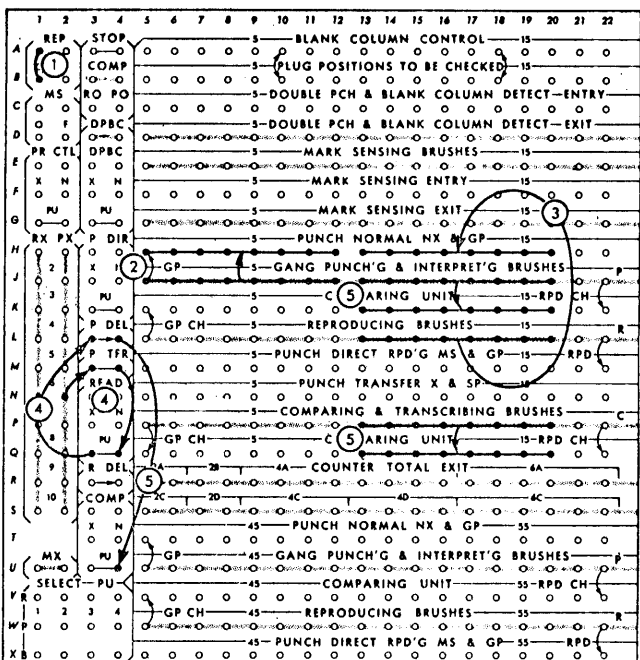 1 2 3 4 5 6 7 8 9 10 11 12 13 14 15 16 17 18 19 20 21 22
REP STOP 5 BLANK COLUMN CONTROL 15
A
1 COMP PLUG POSITIONS TO BE CHECKED
B
MS RO PO 5 DOUBLE PCH & BLANK COLUMN DETECT-ENTRY
C
F DPBC 5 DOUBLE PCH & BLANK COLUMN DETECT-EXIT
D
PR CTL DPBC 5 MARK SENSING BRUSHES 15
E
X N X N 5 MARK SENSING ENTRY 15
F
PU PU 5 MARK SENSING EXIT 15 3
G
RX PX P DIR 5 PUNCH NORMAL NX & GP 15
H
2 X 2 GP 5 GANG PUNCH'G & INTERPRET'G BRUSHES P
J
3 PU 5 C 5 ARING UNIT 15 RPD CH
K
4 P DEL GP CH 5 REPRODUCING BRUSHES 15 R
L
5 P TFR 5 PUNCH DIRECT RPD'G MS & GP 15 RPD
M
READ 5 PUNCH TRANSFER X & SP 15
N
4 4 X N 5 COMPARING & TRANSCRIBING BRUSHES C
P
8 PU GP CH 5 C 5 ARING UNIT 15 RPD CH
Q
9 R DEL 5 2A 2B 4A COUNTER TOTAL EXIT 6A
R
10 COMP 2C 2D 4C 4D 6C
S
X N 45 PUNCH NORMAL NX & GP 55
T
MX PU GP 45 GANG PUNCH'G & INTERPRET'G BRUSHES P
U
SELECT PU 45 COMPARING UNIT 55 RPD CH
V R
1 2 3 4 GP CH 45 REPRODUCING BRUSHES 55 R
W P
45 PUNCH DIRECT RPD'G MS & GP 55 RPD
X B